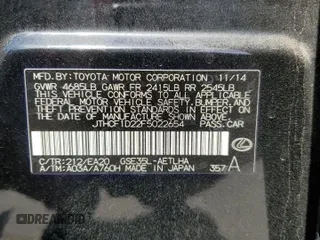 MFD.BY:TOYOTA MOTOR CORPORATION 11/14
GVWR 4685LB GAWR FR 2415LB RR 2545LB
THIS VEHICLE CONFORMS TO ALL APPLICABLE
FEDERAL MOTOR VEHICLE SAFETY, BUMPER, AND
THEFT PREVENTION STANDARDS IN EFFECT ON
THE DATE OF MANUFACTURE SHOWN ABOVE.
JTHCF1D22F5022654 PASS.CAR
C/TR:212/EA20 GSE35L-AETLHA
A/TM:A03A/A760H MADE IN JAPAN 357 A
DREAMBID